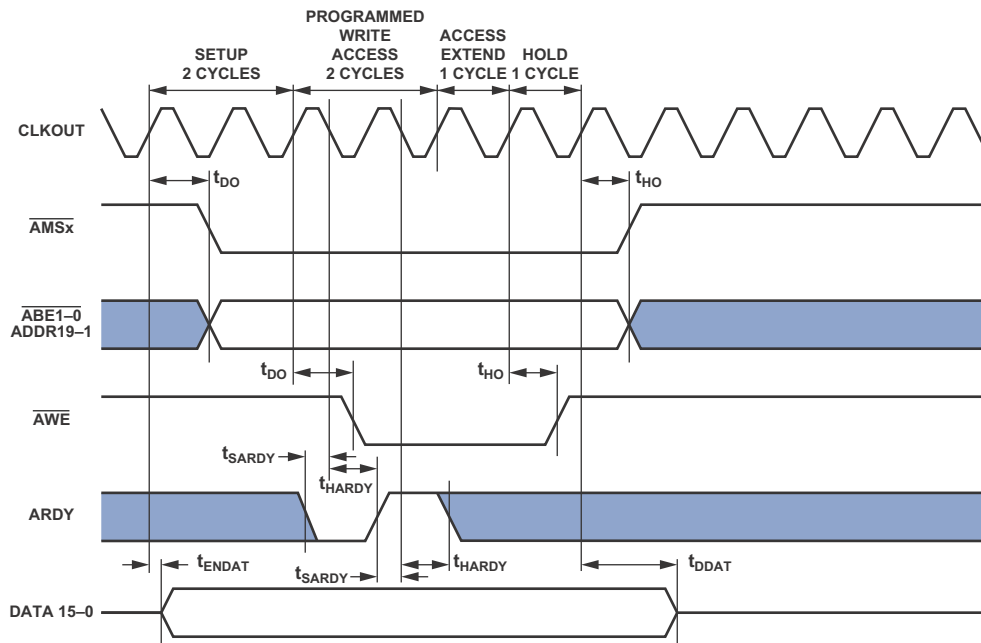 SETUP
2 CYCLES
PROGRAMMED
WRITE
ACCESS
2 CYCLES
ACCESS
EXTEND
1 CYCLE
HOLD
1 CYCLE
CLKOUT
tDO
tHO
AMSx
ABE1–0
ADDR19–1
tDO
tHO
AWE
tSARDY
tHARDY
ARDY
tENDAT
tSARDY
tHARDY
tDDAT
DATA 15–0